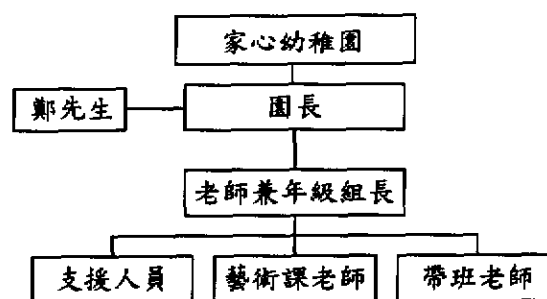 家心幼稚園
鄭先生
園長
老師兼年級組長
支援人員
藝術課老師
帶班老師